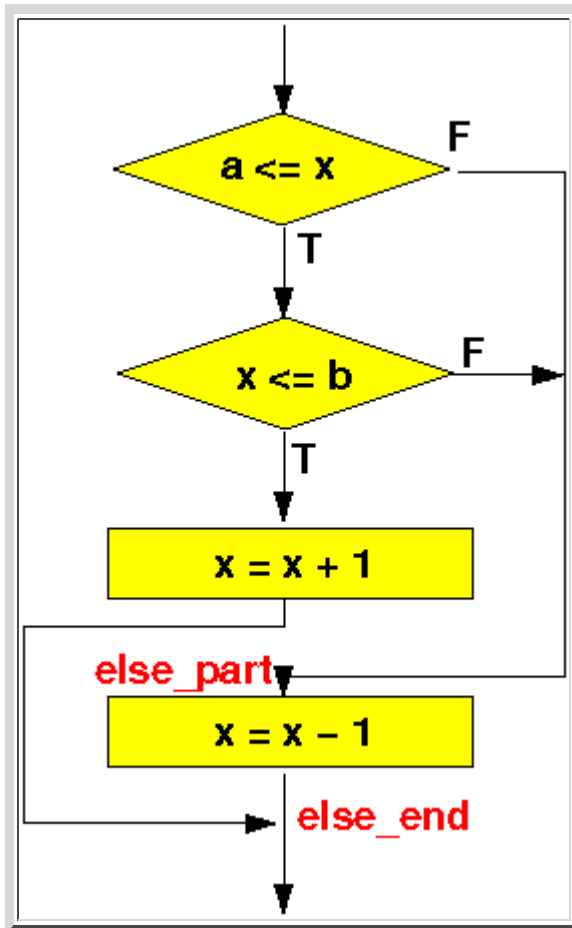 F
a <= x
T
F
x <= b
T
x = x + 1
else_part
x = x − 1
else_end